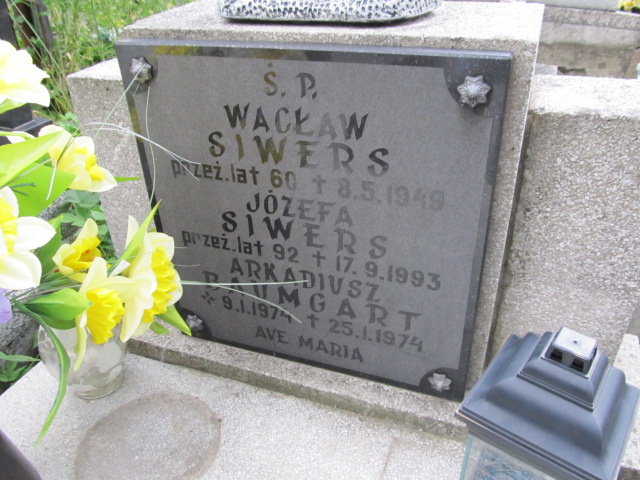 Ś. P.
WACŁAW
SIWERS
przeż. lat 60 † 8.5.1949
JÓZEFA
SIWERS
przeż. lat 92 † 17.9.1993
ARKADIUSZ
BAUMGART
* 9.1.1974 † 25.1.1974
AVE MARIA